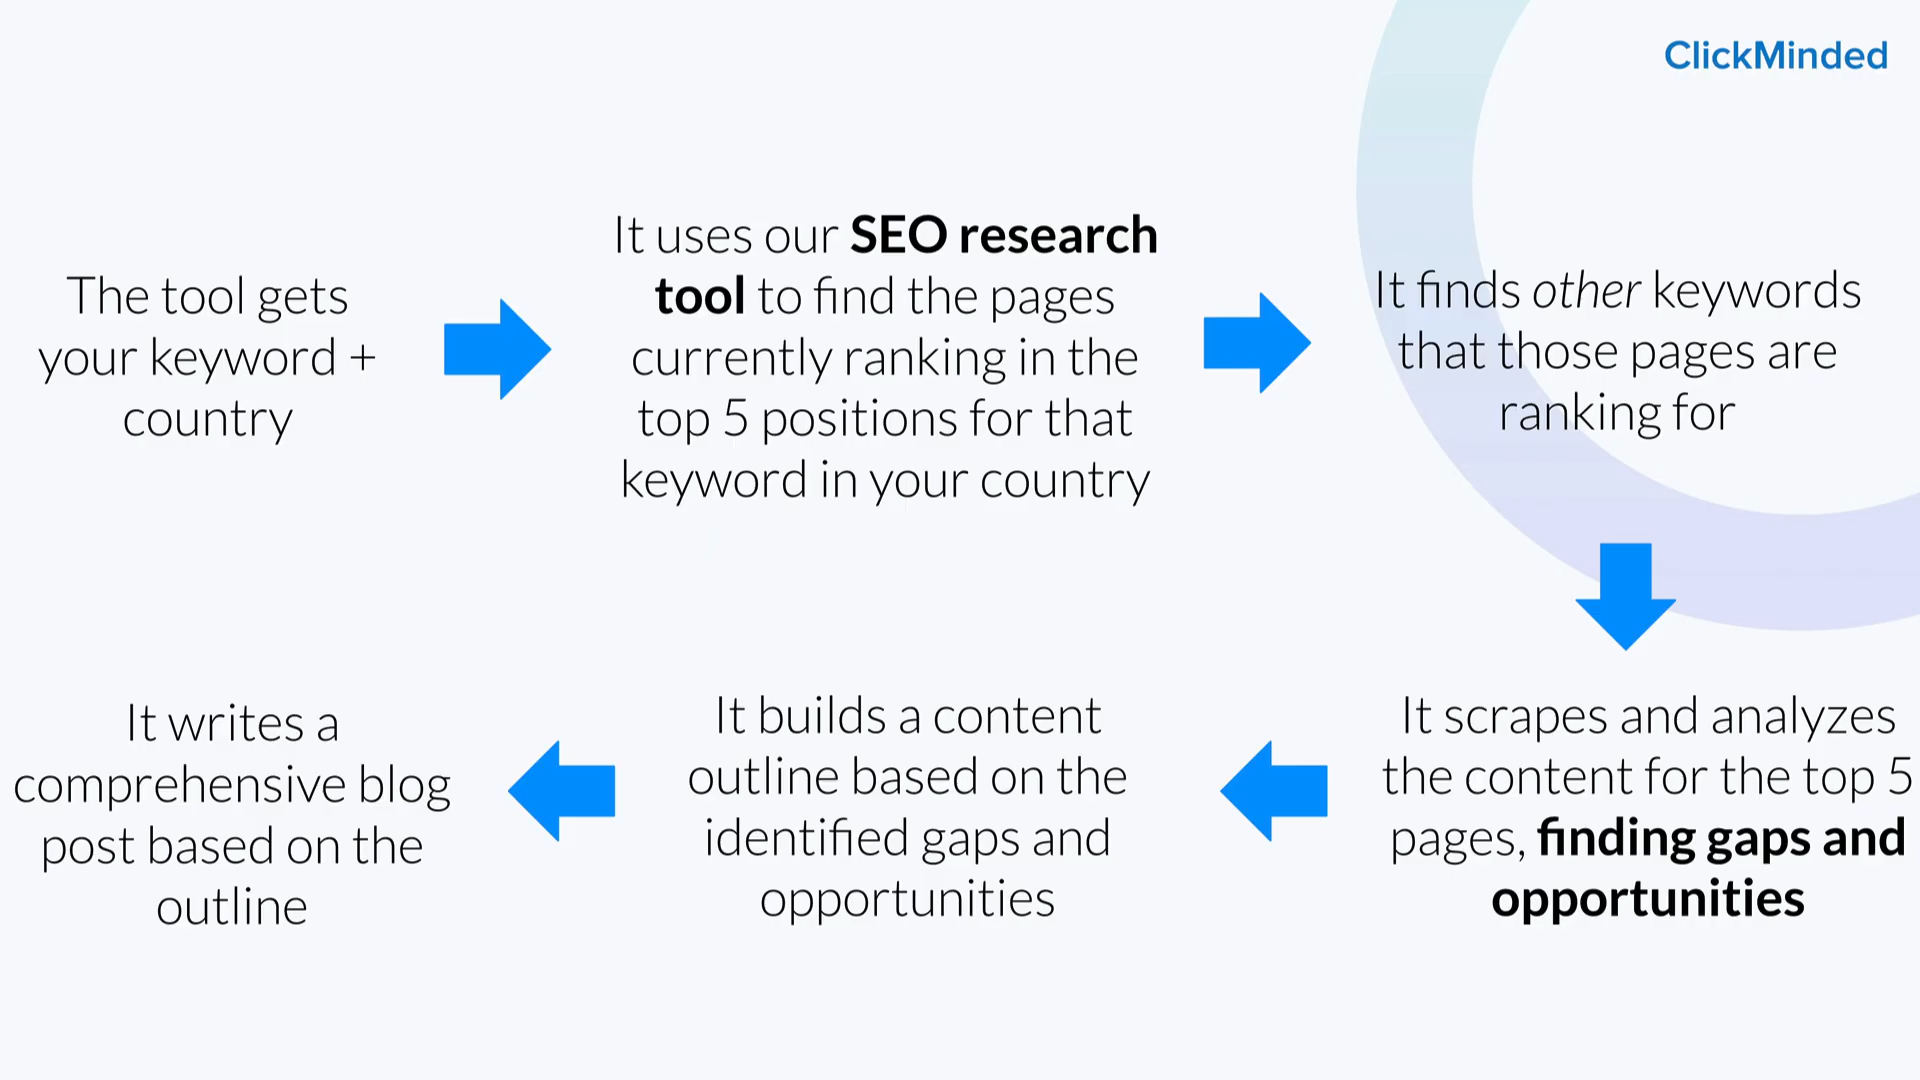 ClickMinded
The tool gets
your keyword +
country
It uses our SEO research
tool to find the pages
currently ranking in the
top 5 positions for that
keyword in your country
It finds other keywords
that those pages are
ranking for
It scrapes and analyzes
the content for the top 5
pages, finding gaps and
opportunities
It builds a content
outline based on the
identified gaps and
opportunities
It writes a
comprehensive blog
post based on the
outline